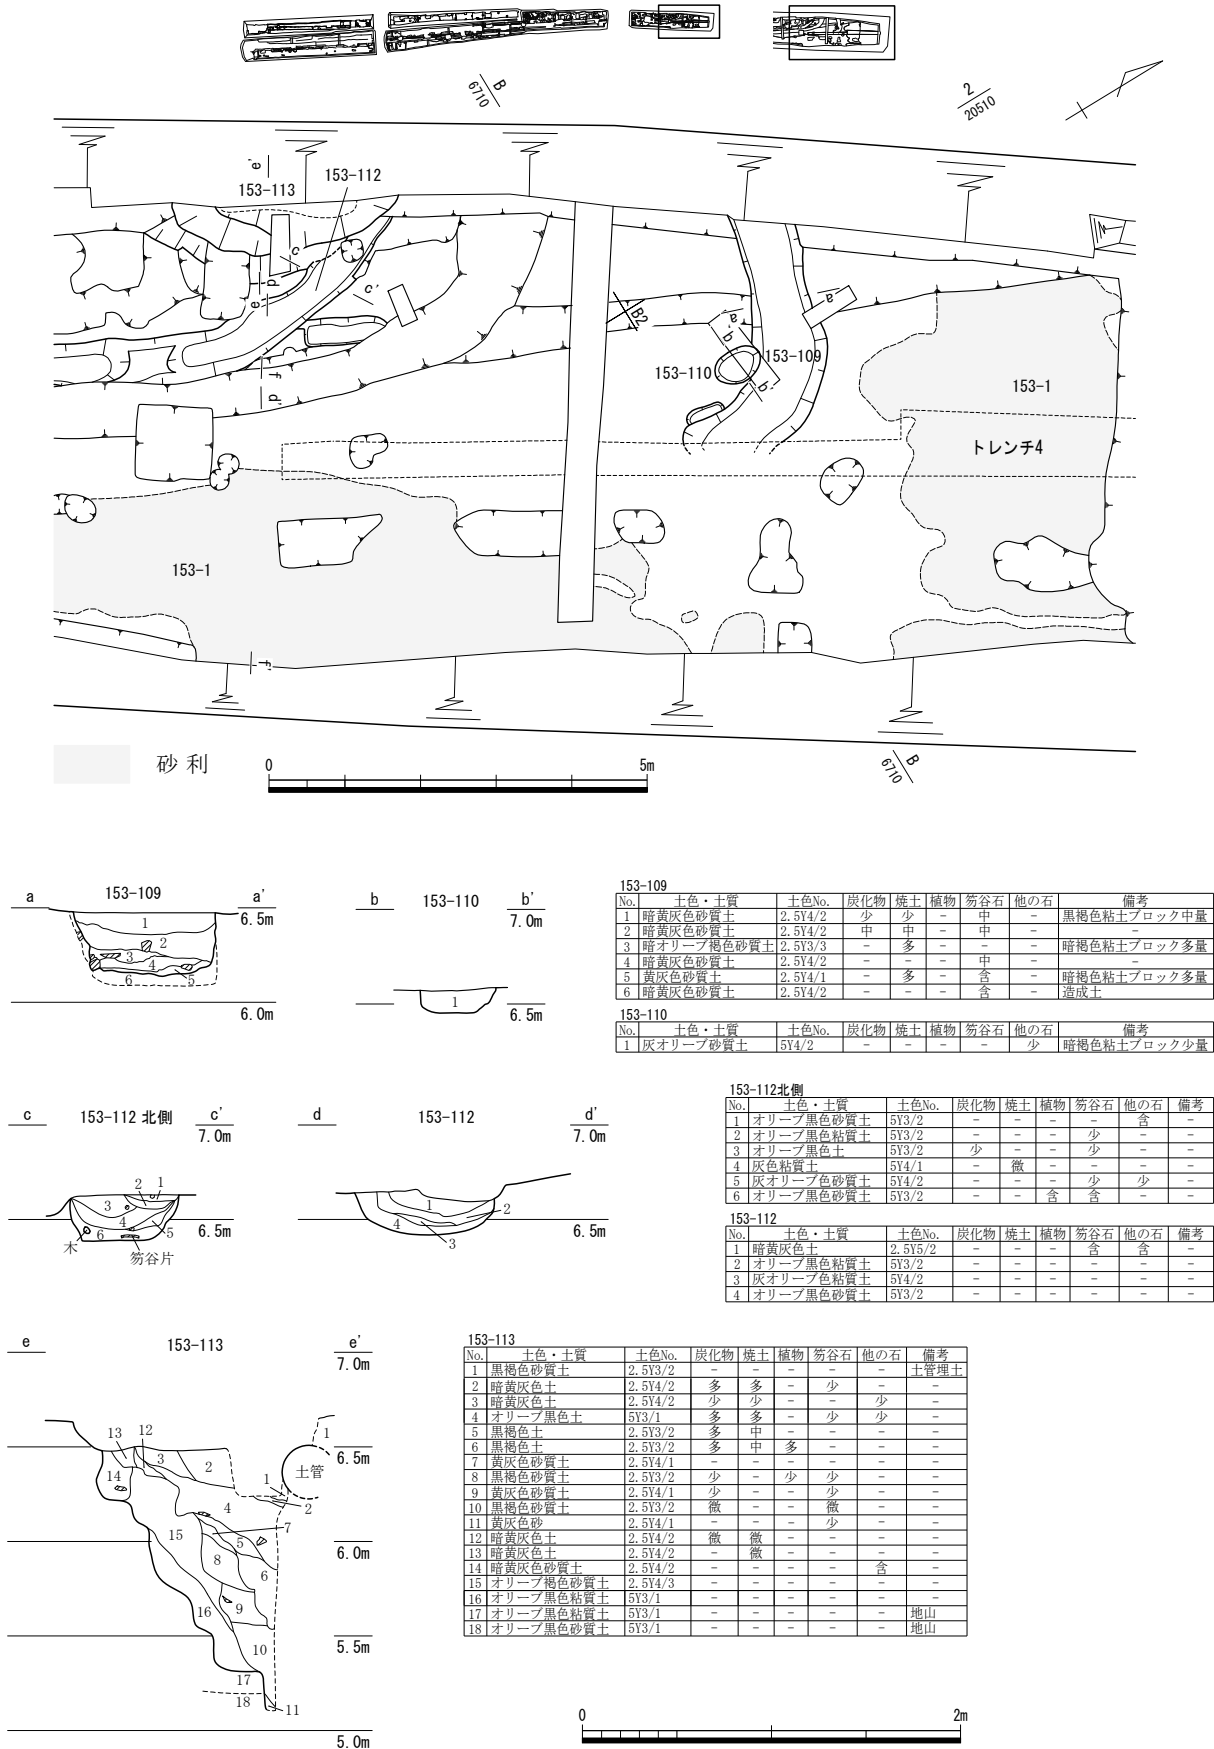 B
6710
2
20510
e'
153-113
153-112
c
d
e
c'
B2
a'
a
b
153-109
153-110
b'
f
d'
153-1
トレンチ4
153-1
f'
砂利
0 5m
B
6710
a 153-109 a'
6.5m
1
2
3
4
5
6
6.0m
b 153-110 b'
7.0m
1
6.5m
153-109
No. 土色・土質 土色No. 炭化物 焼土 植物 笏谷石 他の石 備考
1 暗黄灰色砂質土 2.5Y4/2 少 少 - 中 - 黒褐色粘土ブロック中量
2 暗黄灰色砂質土 2.5Y4/2 中 中 - 中 - -
3 暗オリーブ褐色砂質土 2.5Y3/3 - 多 - - - 暗褐色粘土ブロック多量
4 暗黄灰色砂質土 2.5Y4/2 - - - 中 - -
5 黄灰色砂質土 2.5Y4/1 - 多 - 含 - 暗褐色粘土ブロック多量
6 暗黄灰色砂質土 2.5Y4/2 - - - 含 - 造成土
153-110
No. 土色・土質 土色No. 炭化物 焼土 植物 笏谷石 他の石 備考
1 灰オリーブ砂質土 5Y4/2 - - - - 少 暗褐色粘土ブロック少量
c 153-112 北側 c'
7.0m
2 1
3
4
6
5
木
笏谷片
6.5m
d 153-112 d'
7.0m
1
2
4
3
6.5m
153-112北側
No. 土色・土質 土色No. 炭化物 焼土 植物 笏谷石 他の石 備考
1 オリーブ黒色砂質土 5Y3/2 - - - - 含 -
2 オリーブ黒色粘質土 5Y3/2 - - - 少 - -
3 オリーブ黒色土 5Y3/2 少 - - 少 - -
4 灰色粘質土 5Y4/1 - 微 - - - -
5 灰オリーブ色砂質土 5Y4/2 - - - 少 少 -
6 オリーブ黒色砂質土 5Y3/2 - - 含 含 - -
153-112
No. 土色・土質 土色No. 炭化物 焼土 植物 笏谷石 他の石 備考
1 暗黄灰色土 2.5Y5/2 - - - 含 含 -
2 オリーブ黒色粘質土 5Y3/2 - - - - - -
3 灰オリーブ色粘質土 5Y4/2 - - - - - -
4 オリーブ黒色砂質土 5Y3/2 - - - - - -
e 153-113 e'
7.0m
1
13 12
3
2
6.5m
14
土管
1
2
4
7
15
5
6.0m
8
6
16
9
10
5.5m
17
18
11
5.0m
153-113
No. 土色・土質 土色No. 炭化物 焼土 植物 笏谷石 他の石 備考
1 黒褐色砂質土 2.5Y3/2 - - - - - 土管埋土
2 暗黄灰色土 2.5Y4/2 多 多 - 少 - -
3 暗黄灰色土 2.5Y4/2 少 少 - - 少 -
4 オリーブ黒色土 5Y3/1 多 多 - 少 少 -
5 黒褐色土 2.5Y3/2 多 中 - - - -
6 黒褐色土 2.5Y3/2 多 中 多 - - -
7 黄灰色砂質土 2.5Y4/1 - - - - - -
8 黒褐色砂質土 2.5Y3/2 少 - 少 少 - -
9 黄灰色砂質土 2.5Y4/1 少 - - 少 - -
10 黒褐色砂質土 2.5Y3/2 微 - - 微 - -
11 黄灰色砂 2.5Y4/1 - - - 少 - -
12 暗黄灰色土 2.5Y4/2 微 微 - - - -
13 暗黄灰色土 2.5Y4/2 - 微 - - - -
14 暗黄灰色砂質土 2.5Y4/2 - - - - 含 -
15 オリーブ褐色砂質土 2.5Y4/3 - - - - - -
16 オリーブ黒色粘質土 5Y3/1 - - - - - -
17 オリーブ黒色粘質土 5Y3/1 - - - - - 地山
18 オリーブ黒色砂質土 5Y3/1 - - - - - 地山
0 2m